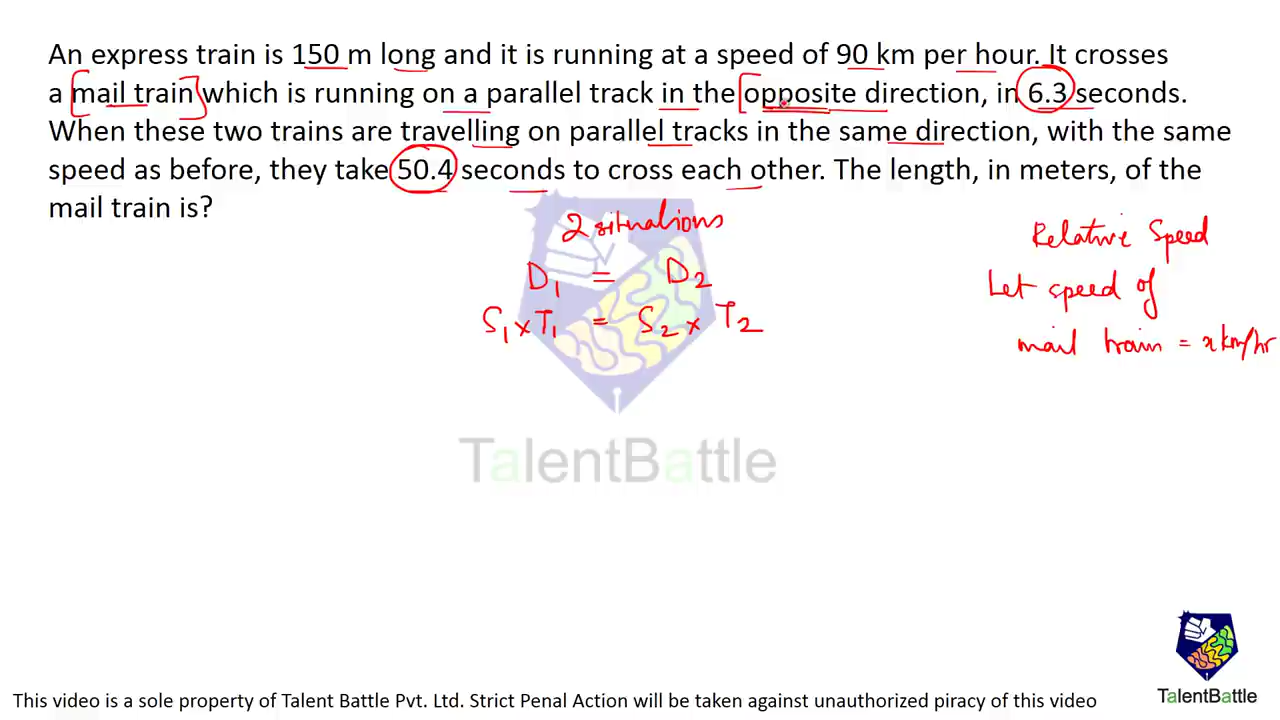 An express train is 150 m long and it is running at a speed of 90 km per hour. It crosses
a mail train which is running on a parallel track in the opposite direction, in 6.3 seconds.
When these two trains are travelling on parallel tracks in the same direction, with the same
speed as before, they take 50.4 seconds to cross each other. The length, in meters, of the
mail train is?
2 situations
Relative Speed
D₁ = D₂
Let speed of
S₁ × T₁ = S₂ × T₂
mail train = x km/hr
TalentBattle
TalentBattle
This video is a sole property of Talent Battle Pvt. Ltd. Strict Penal Action will be taken against unauthorized piracy of this video